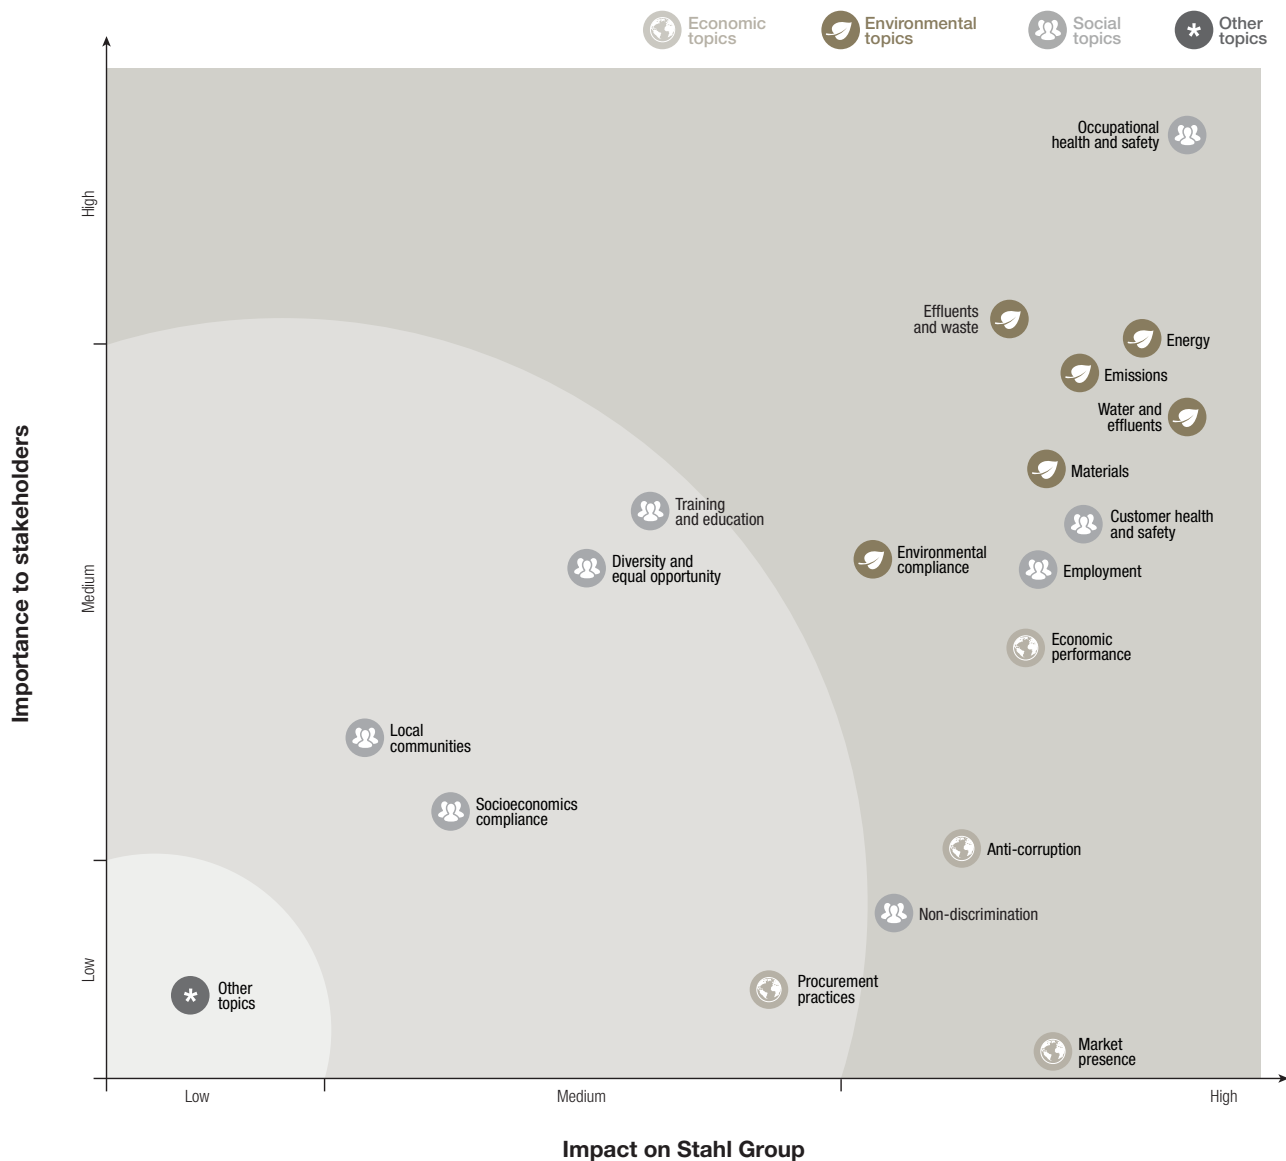 Economic
topics
Environmental
topics
Social
topics
*
Other
topics
Importance to stakeholders
High
Medium
Low
Occupational
health and safety
Effluents
and waste
Energy
Emissions
Water and
effluents
Materials
Training
and education
Customer health
and safety
Diversity and
equal opportunity
Environmental
compliance
Employment
Economic
performance
Local
communities
Socioeconomics
compliance
Anti-corruption
Non-discrimination
*
Other
topics
Procurement
practices
Market
presence
Low
Medium
High
Impact on Stahl Group